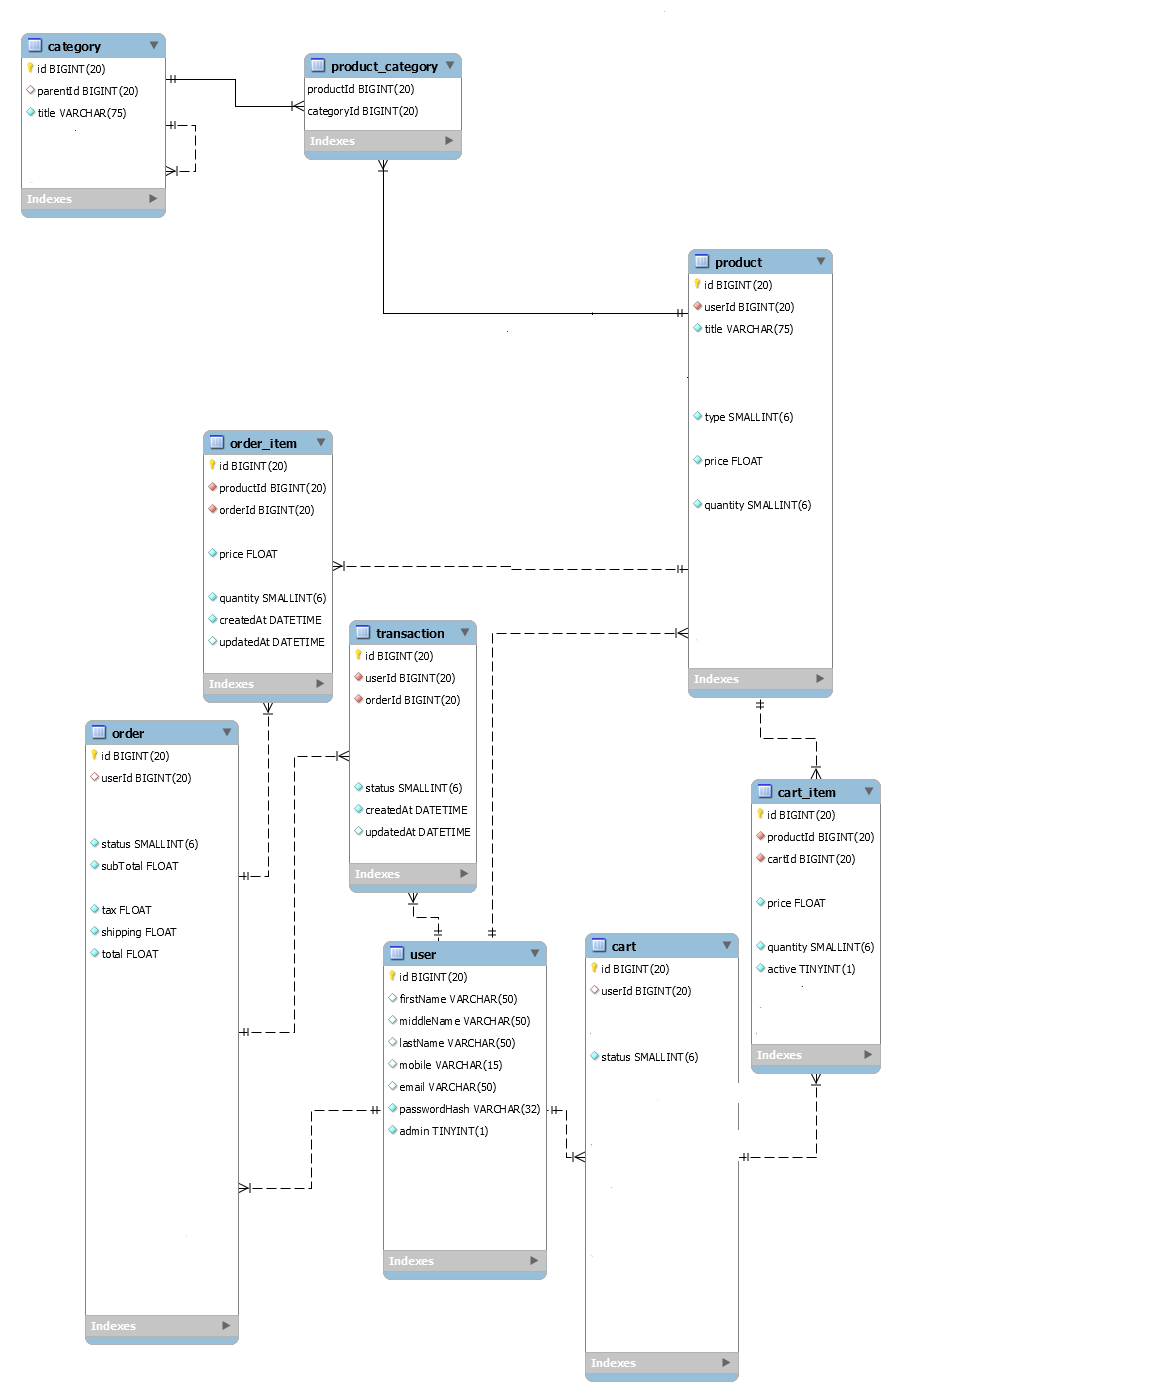 category
id BIGINT(20)
parentId BIGINT(20)
title VARCHAR(75)
Indexes
product_category
productId BIGINT(20)
categoryId BIGINT(20)
Indexes
product
id BIGINT(20)
userId BIGINT(20)
title VARCHAR(75)
type SMALLINT(6)
price FLOAT
quantity SMALLINT(6)
Indexes
order_item
id BIGINT(20)
productId BIGINT(20)
orderId BIGINT(20)
price FLOAT
quantity SMALLINT(6)
createdAt DATETIME
updatedAt DATETIME
Indexes
transaction
id BIGINT(20)
userId BIGINT(20)
orderId BIGINT(20)
status SMALLINT(6)
createdAt DATETIME
updatedAt DATETIME
Indexes
order
id BIGINT(20)
userId BIGINT(20)
status SMALLINT(6)
subTotal FLOAT
tax FLOAT
shipping FLOAT
total FLOAT
Indexes
user
id BIGINT(20)
firstName VARCHAR(50)
middleName VARCHAR(50)
lastName VARCHAR(50)
mobile VARCHAR(15)
email VARCHAR(50)
passwordHash VARCHAR(32)
admin TINYINT(1)
Indexes
cart
id BIGINT(20)
userId BIGINT(20)
status SMALLINT(6)
Indexes
cart_item
id BIGINT(20)
productId BIGINT(20)
cartId BIGINT(20)
price FLOAT
quantity SMALLINT(6)
active TINYINT(1)
Indexes